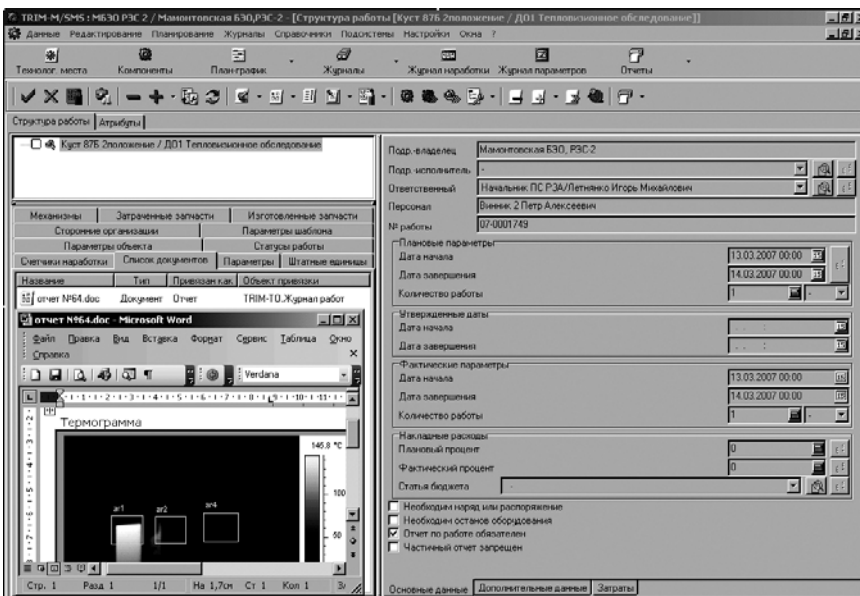 TRIM-M/SMS : МБЭО РЭС 2 / Мамонтовская БЭО,РЭС-2 - [Структура работы [Куст 87Б 2положение / ДО1 Тепловизионное обследование]]
Данные Редактирование Планирование Журналы Справочники Подсистемы Настройки Окна ?
Технолог. места Компоненты План-график Журналы Журнал наработки Журнал параметров Отчеты
Структура работы Атрибуты
Куст 87Б 2положение / ДО1 Тепловизионное обследование
Механизмы Затраченные запчасти Изготовленные запчасти
Сторонние организации Параметры шаблона
Параметры объекта Статусы работы
Счетчики наработки Список документов Параметры Штатные единицы
Название Тип Привязан как Объект привязки
отчет №64.doc Документ Отчет TRIM-TO.Журнал работ
отчет №64.doc - Microsoft Word
Файл Правка Вид Вставка Формат Сервис Таблица Окно
Справка
Verdana
Термограмма
146.8 °C
100
50
ar1 ar2 ar4
Стр. 1 Разд 1 1/1 На 1,7см Ст 1 Кол 1
Подр.-владелец Мамонтовская БЭО, РЭС-2
Подр.-исполнитель -
Ответственный Начальник ПС РЗА/Летнянко Игорь Михайлович
Персонал Винник 2 Петр Алексеевич
№ работы 07-0001749
Плановые параметры
Дата начала 13.03.2007 00:00
Дата завершения 14.03.2007 00:00
Количество работы 1 -
Утвержденные даты
Дата начала . . :
Дата завершения . . :
Фактические параметры
Дата начала 13.03.2007 00:00
Дата завершения 14.03.2007 00:00
Количество работы 1 -
Накладные расходы
Плановый процент 0
Фактический процент 0
Статья бюджета -
Необходим наряд или распоряжение
Необходим останов оборудования
Отчет по работе обязателен
Частичный отчет запрещен
Основные данные Дополнительные данные Затраты